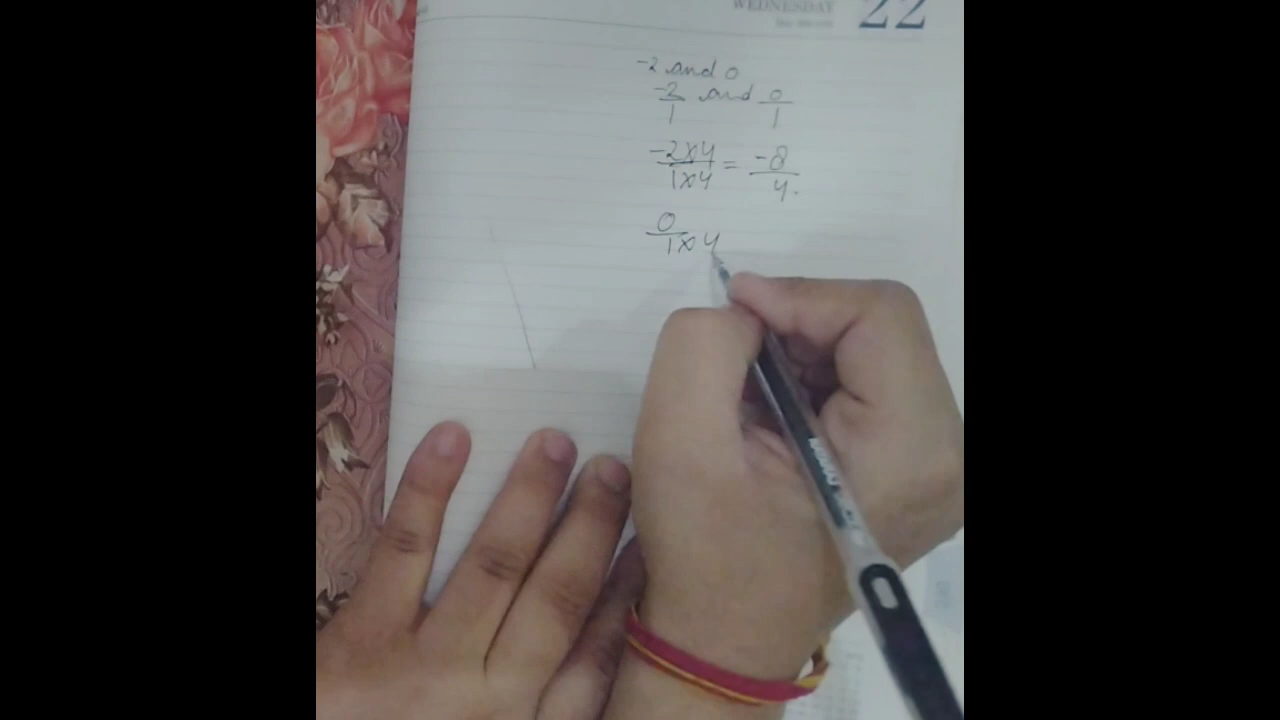 WEDNESDAY
22
-2 and 0
-2/1 and 0/1
-2×4/1×4 = -8/4.
0/1×4